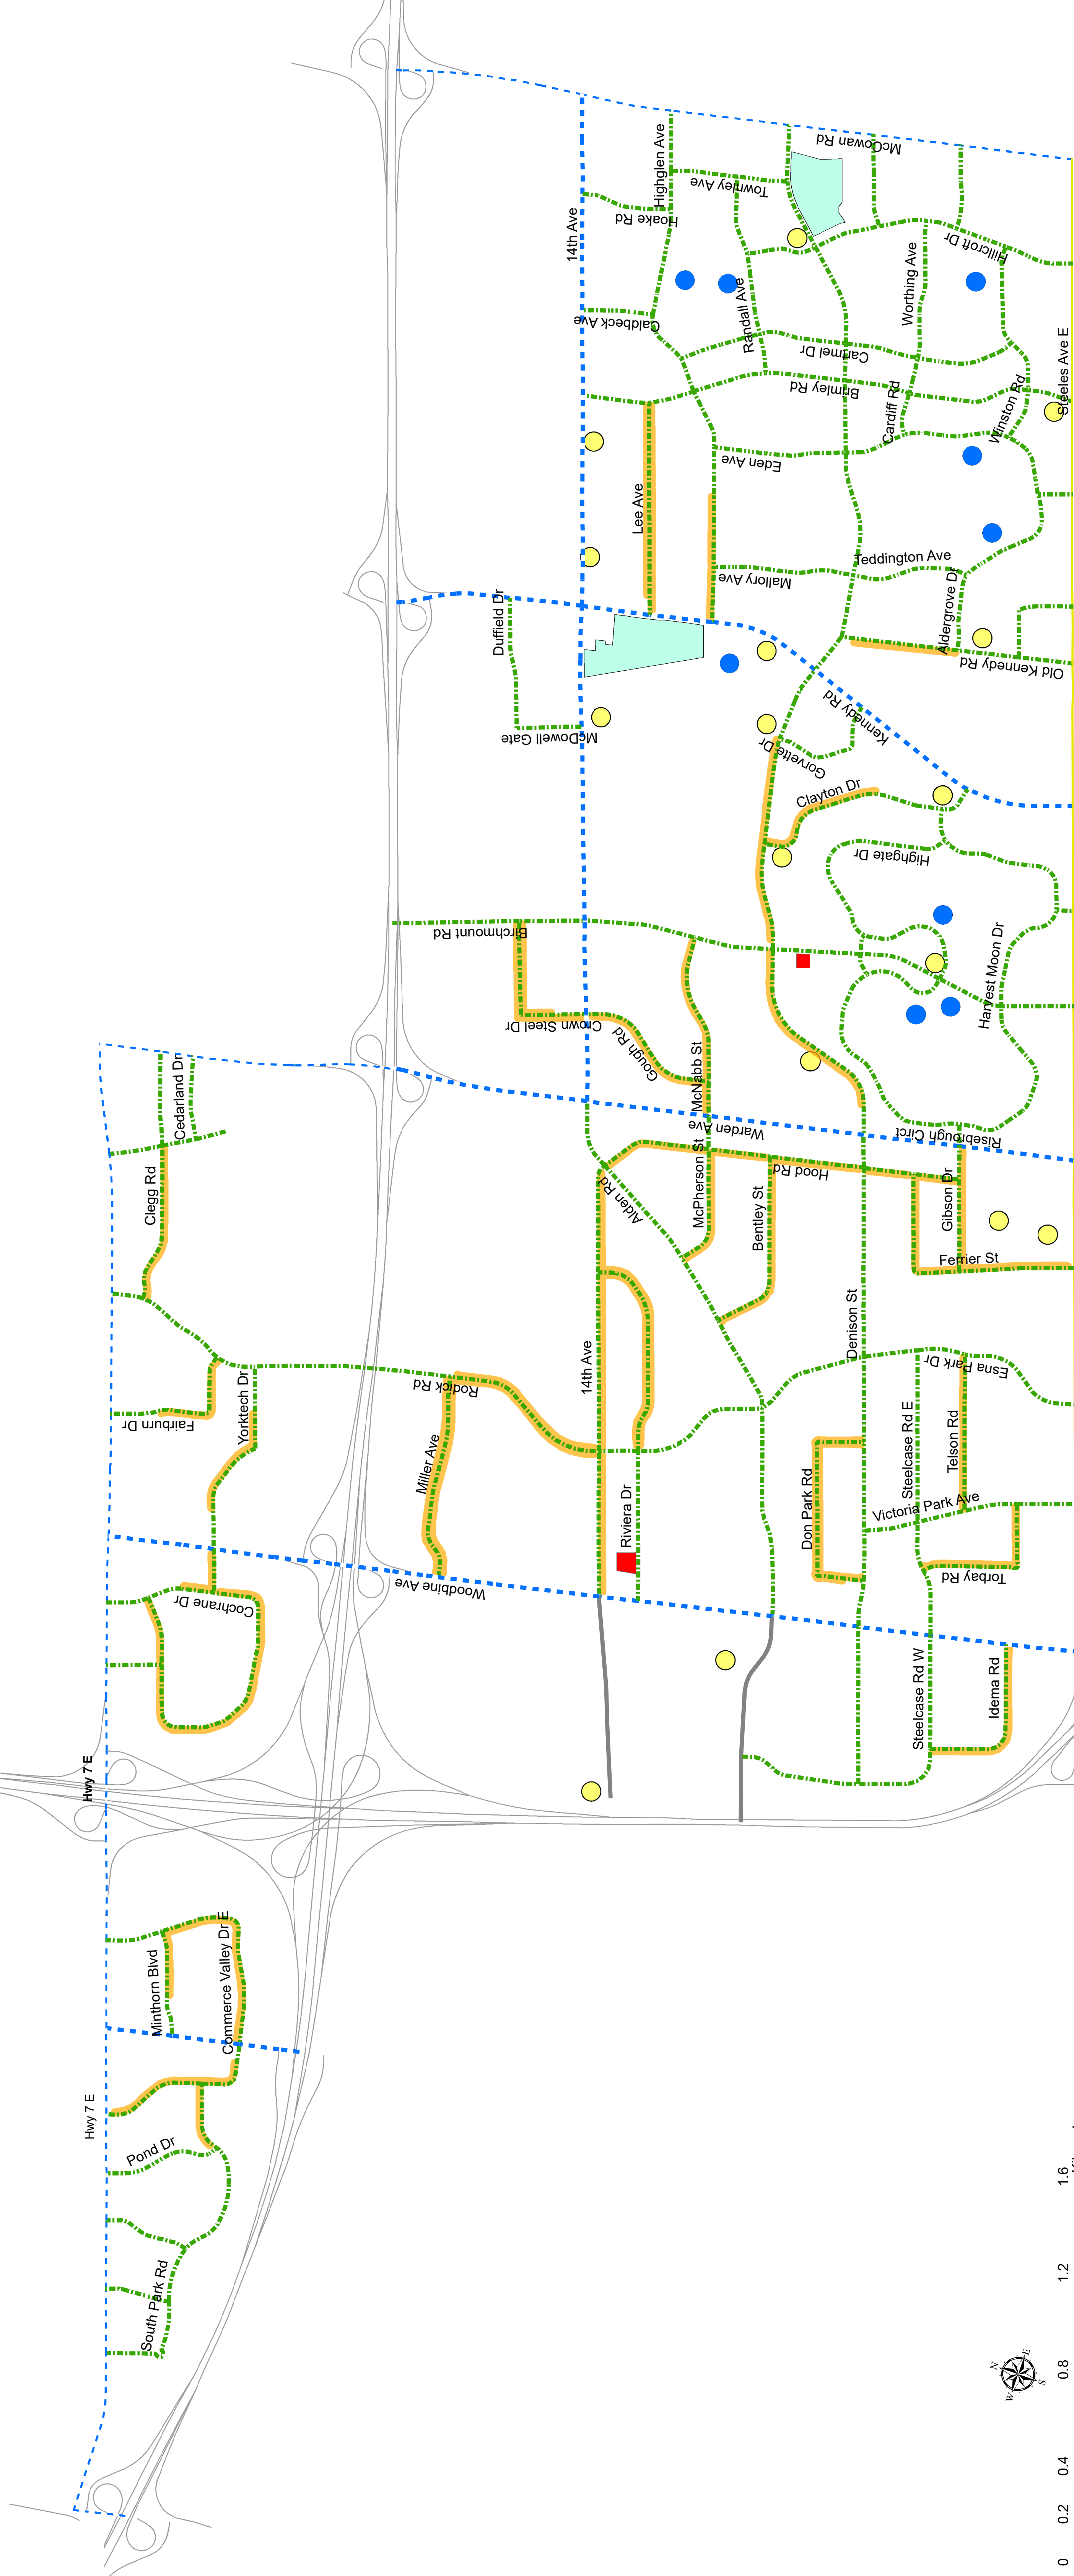 McCowan Rd
Highglen Ave
Townley Ave
Hoake Rd
14th Ave
Hillcroft Dr
Worthing Ave
Randall Ave
Caldbeck Ave
Cartmel Dr
Brimley Rd
Steeles Ave E
Cardiff Rd
Winston Rd
Eden Ave
Lee Ave
Teddington Ave
Mallory Ave
Duffield Dr
Aldergrove Dr
Old Kennedy Rd
Kennedy Rd
McDowell Gate
Gorvette Dr
Clayton Dr
Highgate Dr
Birchmount Rd
Harvest Moon Dr
Crown Steel Dr
Gough Rd
McNabb St
Cedarland Dr
Warden Ave
Risebrough Circt
Clegg Rd
McPherson St
Hood Rd
Alden Rd
Gibson Dr
Bentley St
Ferrier St
Denison St
14th Ave
Esna Park Dr
Rodick Rd
Yorktech Dr
Fairburn Dr
Miller Ave
Steelcase Rd E
Telson Rd
Riviera Dr
Don Park Rd
Victoria Park Ave
Torbay Rd
Woodbine Ave
Cochrane Dr
Steelcase Rd W
Idema Rd
Hwy 7 E
Minthorn Blvd
Commerce Valley Dr E
Hwy 7 E
Pond Dr
South Park Rd
N
E
S
W
0
0.2
0.4
0.8
1.2
1.6